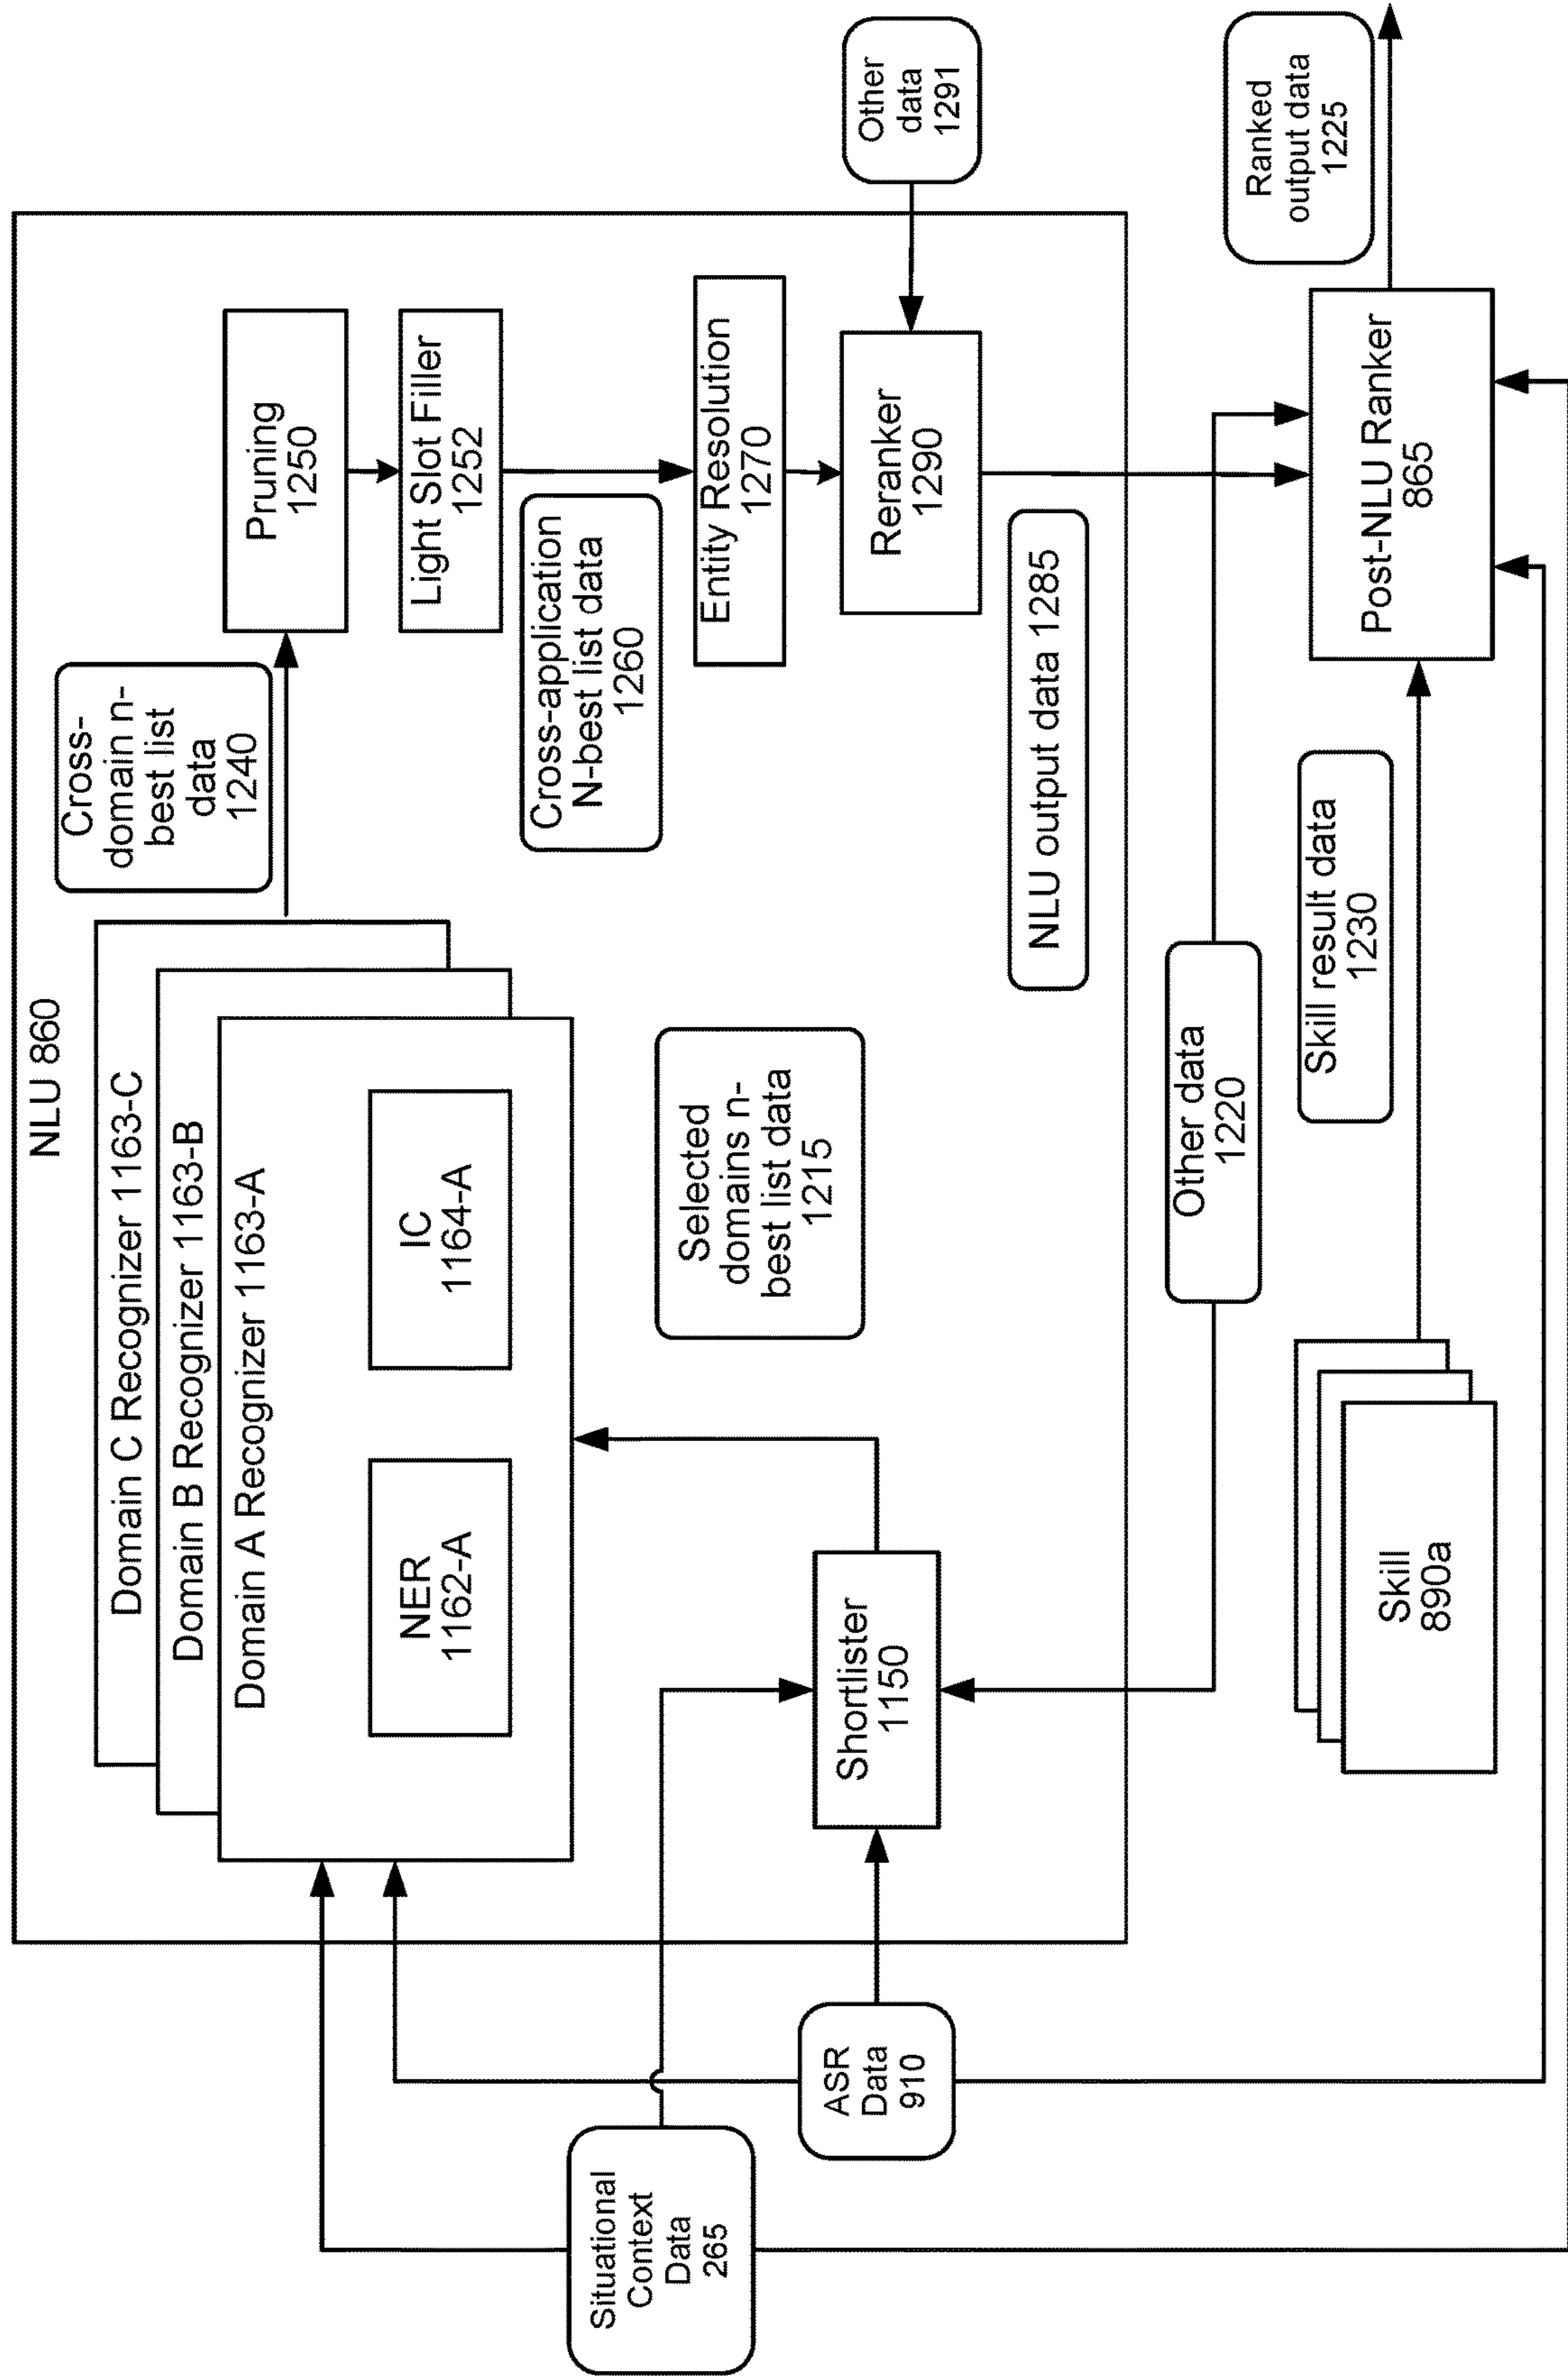 NLU 860
Domain C Recognizer 1163-C
Domain B Recognizer 1163-B
Domain A Recognizer 1163-A
NER
1162-A
IC
1164-A
Cross-
domain n-
best list
data
1240
Pruning
1250
Light Slot Filler
1252
Cross-application
N-best list data
1260
Entity Resolution
1270
Reranker
1290
Other
data
1291
Selected
domains n-
best list data
1215
Situational
Context
Data
265
ASR
Data
910
Shortlister
1150
NLU output data 1285
Other data
1220
Skill
890a
Skill result data
1230
Post-NLU Ranker
865
Ranked
output data
1225